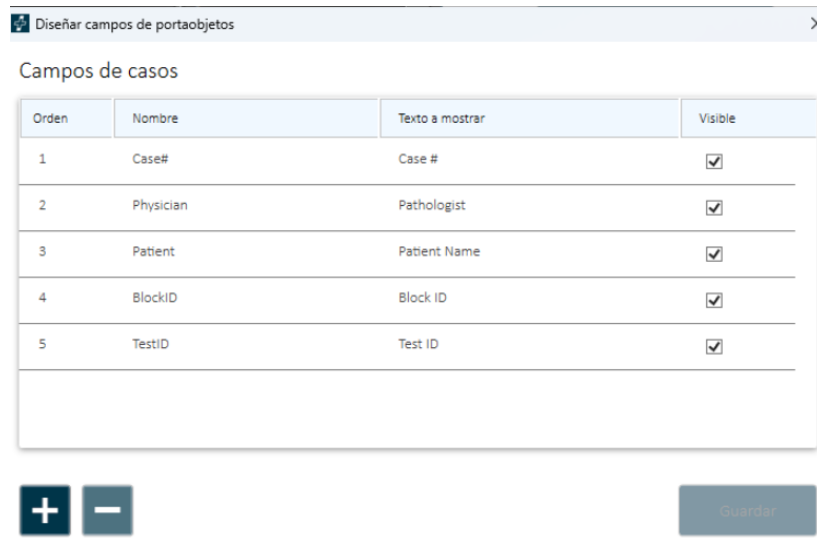 Diseñar campos de portaobjetos
Campos de casos
Orden Nombre Texto a mostrar Visible
1 Case# Case #
2 Physician Pathologist
3 Patient Patient Name
4 BlockID Block ID
5 TestID Test ID
Guardar